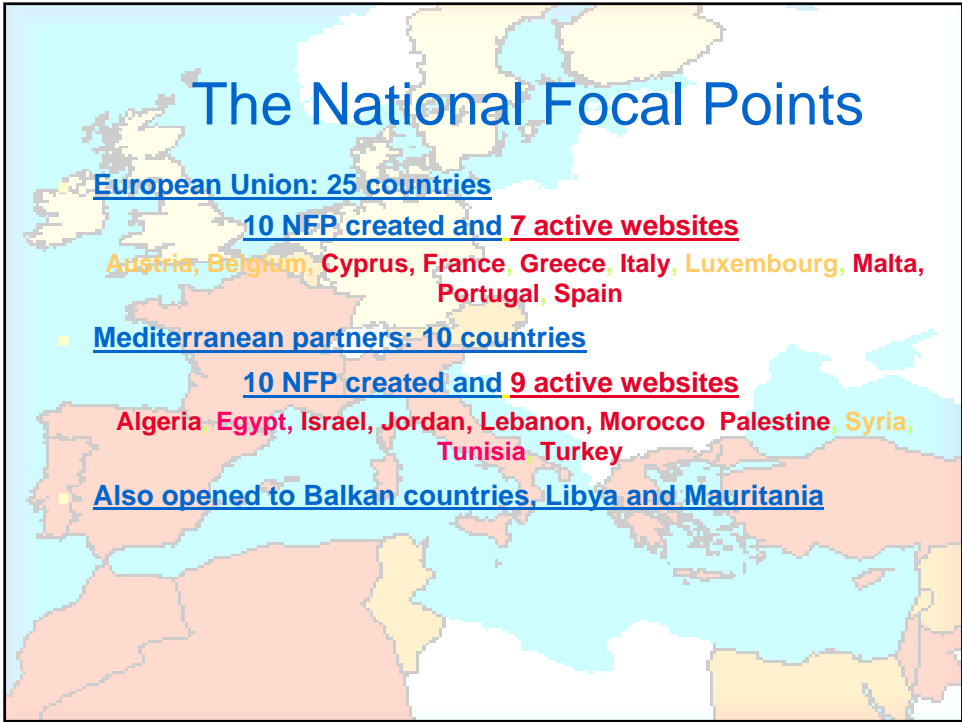 The National Focal Points
European Union: 25 countries
10 NFP created and 7 active websites
Austria, Belgium, Cyprus, France, Greece, Italy, Luxembourg, Malta,
Portugal, Spain
Mediterranean partners: 10 countries
10 NFP created and 9 active websites
Algeria, Egypt, Israel, Jordan, Lebanon, Morocco Palestine, Syria,
Tunisia, Turkey
Also opened to Balkan countries, Libya and Mauritania